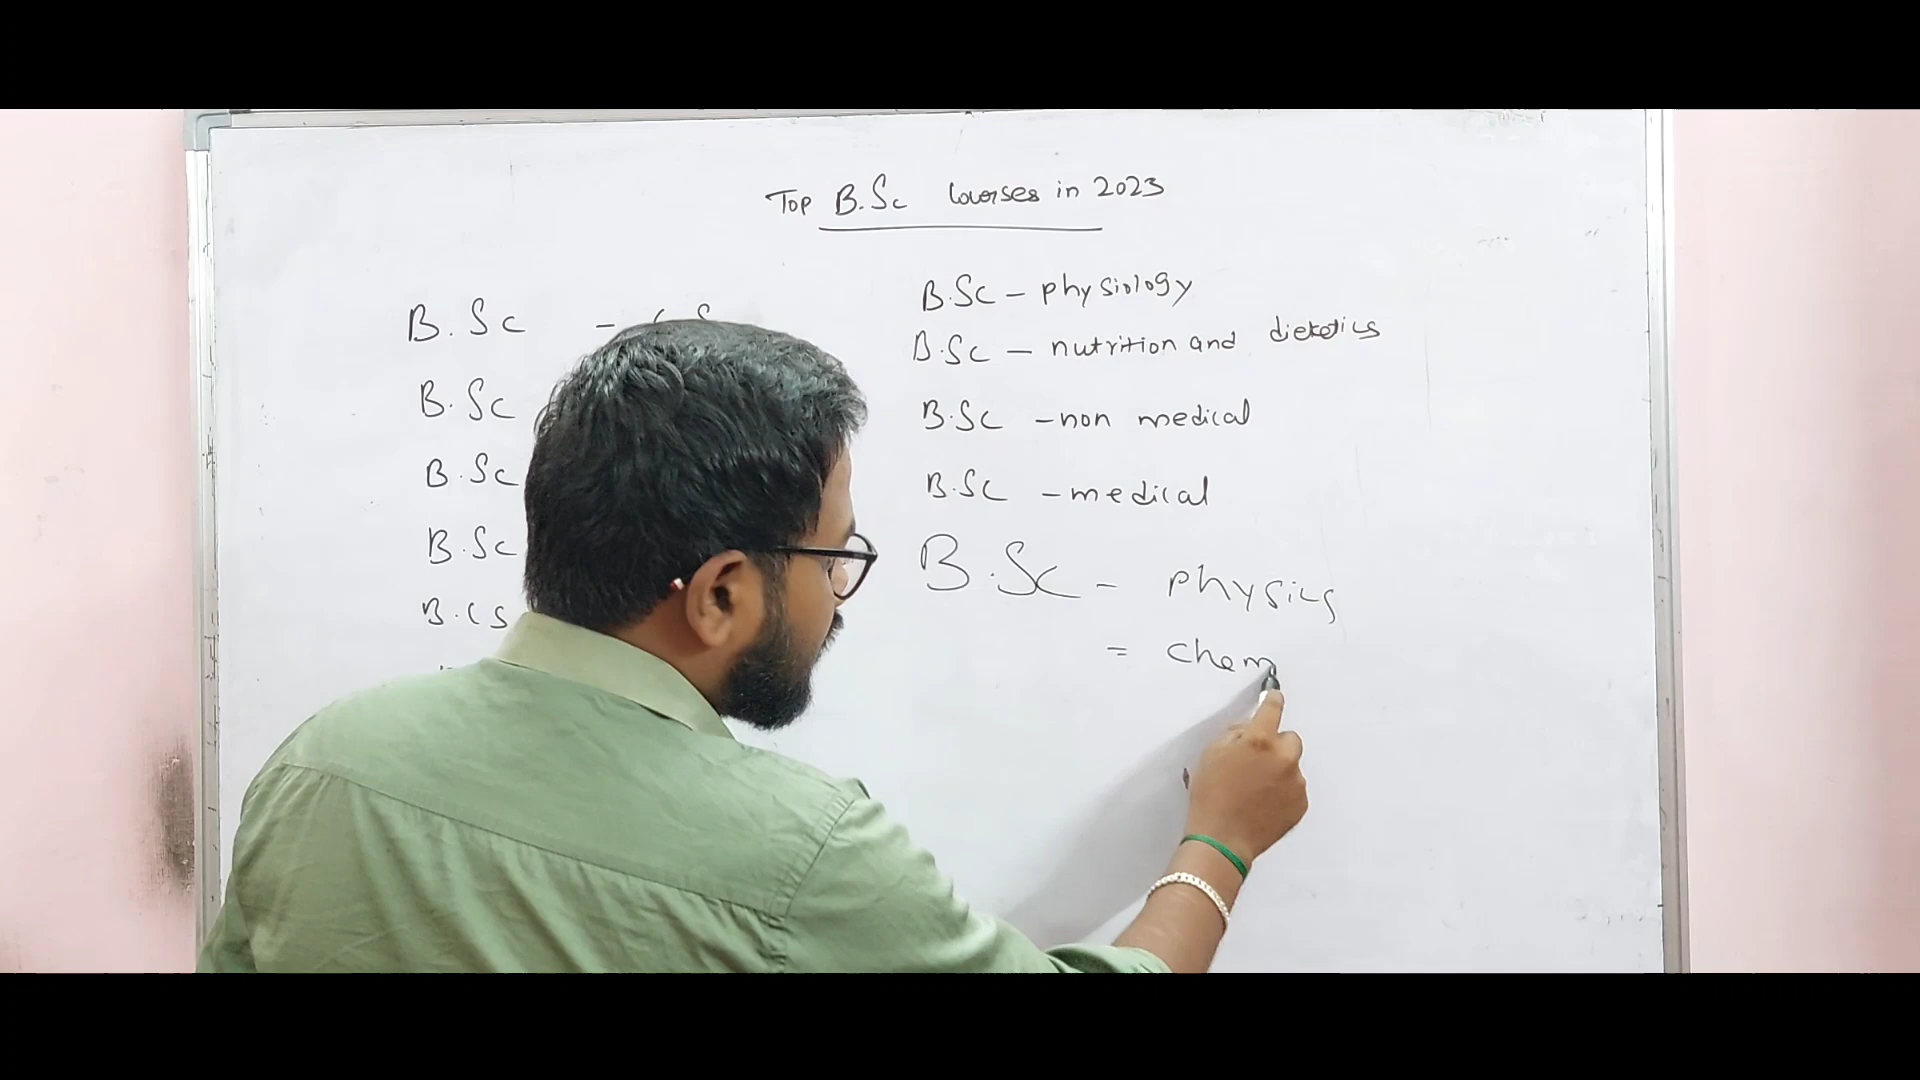 Top B.Sc Courses in 2023
B.Sc -
B.Sc
B.Sc
B.Sc
B.CS
B.Sc - physiology
B.Sc - nutrition and dietetics
B.Sc - non medical
B.Sc - medical
B.Sc - physics
= chem